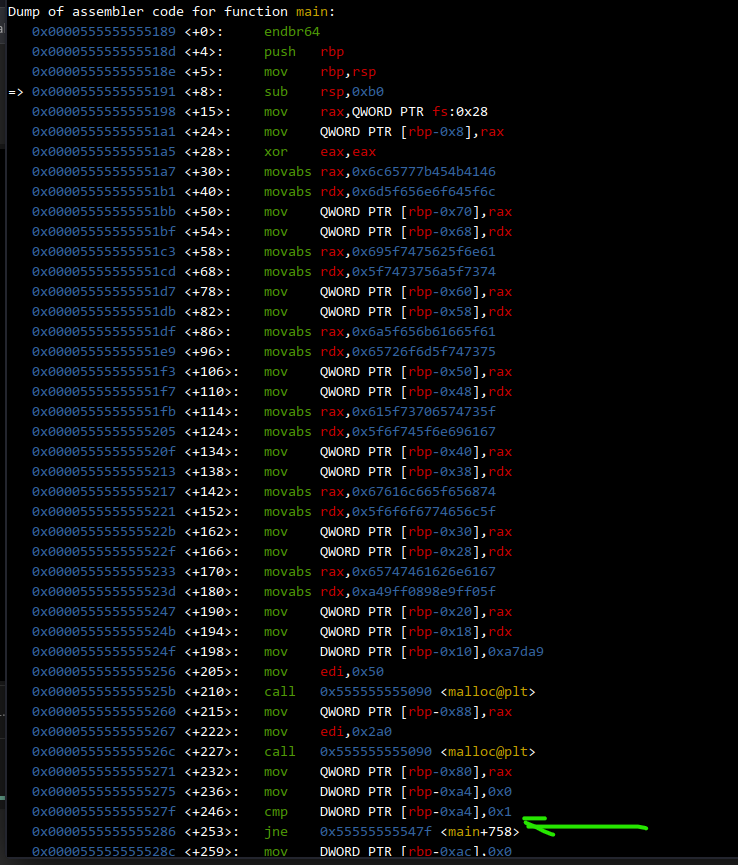 Dump of assembler code for function main:
0x0000555555555189 <+0>: endbr64
0x000055555555518d <+4>: push rbp
0x000055555555518e <+5>: mov rbp,rsp
=> 0x0000555555555191 <+8>: sub rsp,0xb0
0x0000555555555198 <+15>: mov rax,QWORD PTR fs:0x28
0x00005555555551a1 <+24>: mov QWORD PTR [rbp-0x8],rax
0x00005555555551a5 <+28>: xor eax,eax
0x00005555555551a7 <+30>: movabs rax,0x6c65777b454b4146
0x00005555555551b1 <+40>: movabs rdx,0x6d5f656e6f645f6c
0x00005555555551bb <+50>: mov QWORD PTR [rbp-0x70],rax
0x00005555555551bf <+54>: mov QWORD PTR [rbp-0x68],rdx
0x00005555555551c3 <+58>: movabs rax,0x695f7475625f6e61
0x00005555555551cd <+68>: movabs rdx,0x5f7473756a5f7374
0x00005555555551d7 <+78>: mov QWORD PTR [rbp-0x60],rax
0x00005555555551db <+82>: mov QWORD PTR [rbp-0x58],rdx
0x00005555555551df <+86>: movabs rax,0x6a5f656b61665f61
0x00005555555551e9 <+96>: movabs rdx,0x65726f6d5f747375
0x00005555555551f3 <+106>: mov QWORD PTR [rbp-0x50],rax
0x00005555555551f7 <+110>: mov QWORD PTR [rbp-0x48],rdx
0x00005555555551fb <+114>: movabs rax,0x615f73706574735f
0x0000555555555205 <+124>: movabs rdx,0x5f6f745f6e696167
0x000055555555520f <+134>: mov QWORD PTR [rbp-0x40],rax
0x0000555555555213 <+138>: mov QWORD PTR [rbp-0x38],rdx
0x0000555555555217 <+142>: movabs rax,0x67616c665f656874
0x0000555555555221 <+152>: movabs rdx,0x5f6f6f6774656c5f
0x000055555555522b <+162>: mov QWORD PTR [rbp-0x30],rax
0x000055555555522f <+166>: mov QWORD PTR [rbp-0x28],rdx
0x0000555555555233 <+170>: movabs rax,0x65747461626e6167
0x000055555555523d <+180>: movabs rdx,0xa49ff0898e9ff05f
0x0000555555555247 <+190>: mov QWORD PTR [rbp-0x20],rax
0x000055555555524b <+194>: mov QWORD PTR [rbp-0x18],rdx
0x000055555555524f <+198>: mov DWORD PTR [rbp-0x10],0xa7da9
0x0000555555555256 <+205>: mov edi,0x50
0x000055555555525b <+210>: call 0x555555555090 <malloc@plt>
0x0000555555555260 <+215>: mov QWORD PTR [rbp-0x88],rax
0x0000555555555267 <+222>: mov edi,0x2a0
0x000055555555526c <+227>: call 0x555555555090 <malloc@plt>
0x0000555555555271 <+232>: mov QWORD PTR [rbp-0x80],rax
0x0000555555555275 <+236>: mov DWORD PTR [rbp-0xa4],0x0
0x000055555555527f <+246>: cmp DWORD PTR [rbp-0xa4],0x1
0x0000555555555286 <+253>: jne 0x55555555547f <main+758>
0x000055555555528c <+259>: mov DWORD PTR [rbp-0xac],0x0